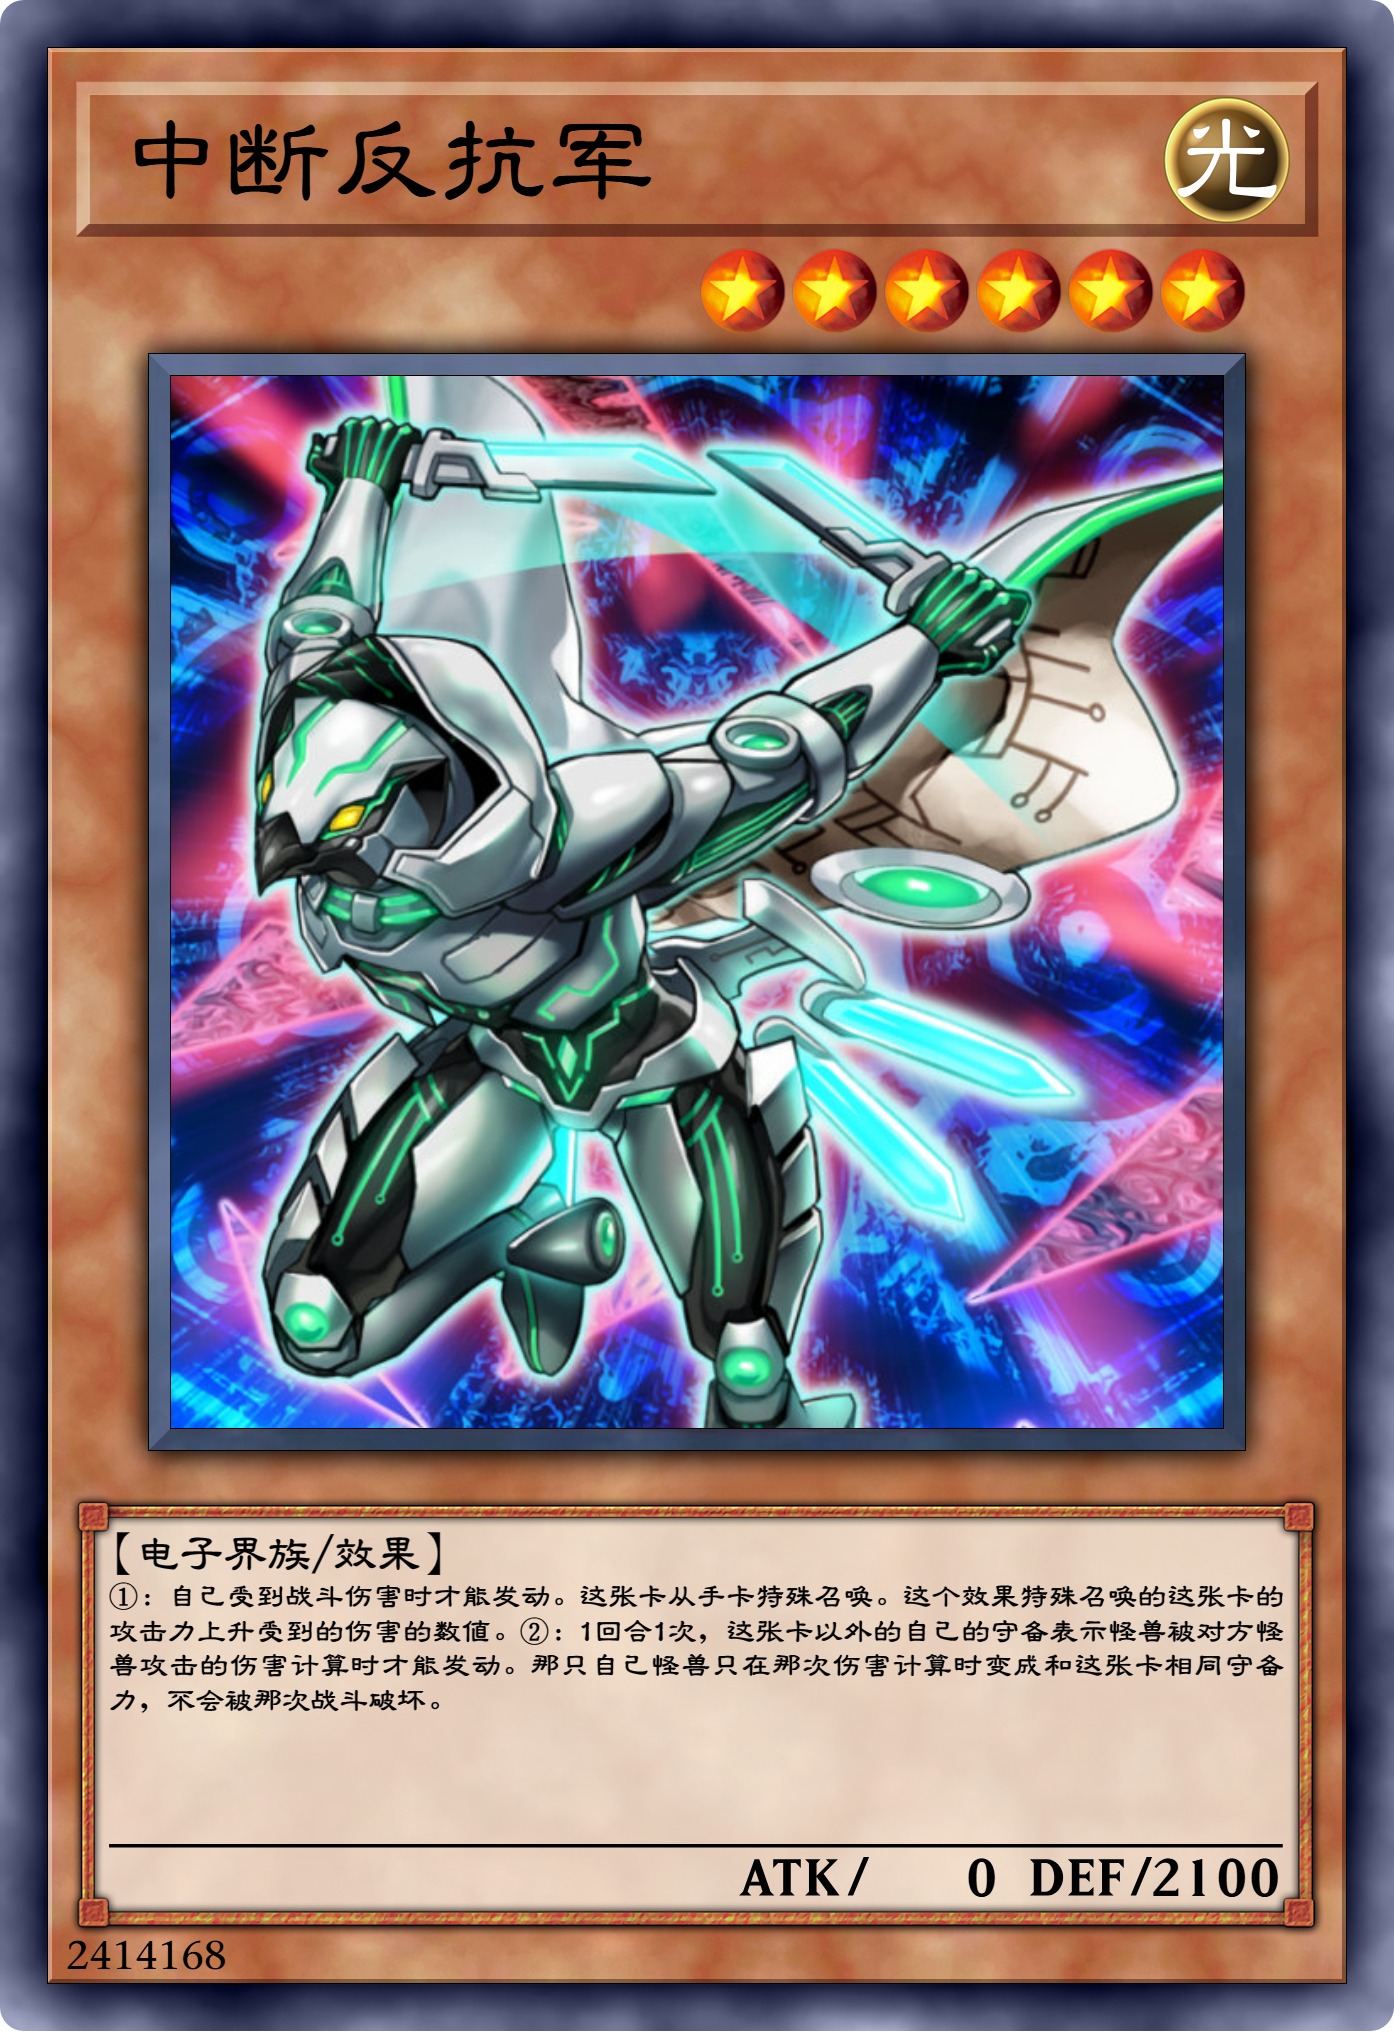 中断反抗军
光
【电子界族/效果】
①：自己受到战斗伤害时才能发动。这张卡从手卡特殊召唤。这个效果特殊召唤的这张卡的
攻击力上升受到的伤害的数值。②：1回合1次，这张卡以外的自己的守备表示怪兽被对方怪
兽攻击的伤害计算时才能发动。那只自己怪兽只在那次伤害计算时变成和这张卡相同守备
力，不会被那次战斗破坏。
ATK/ 0 DEF/2100
2414168